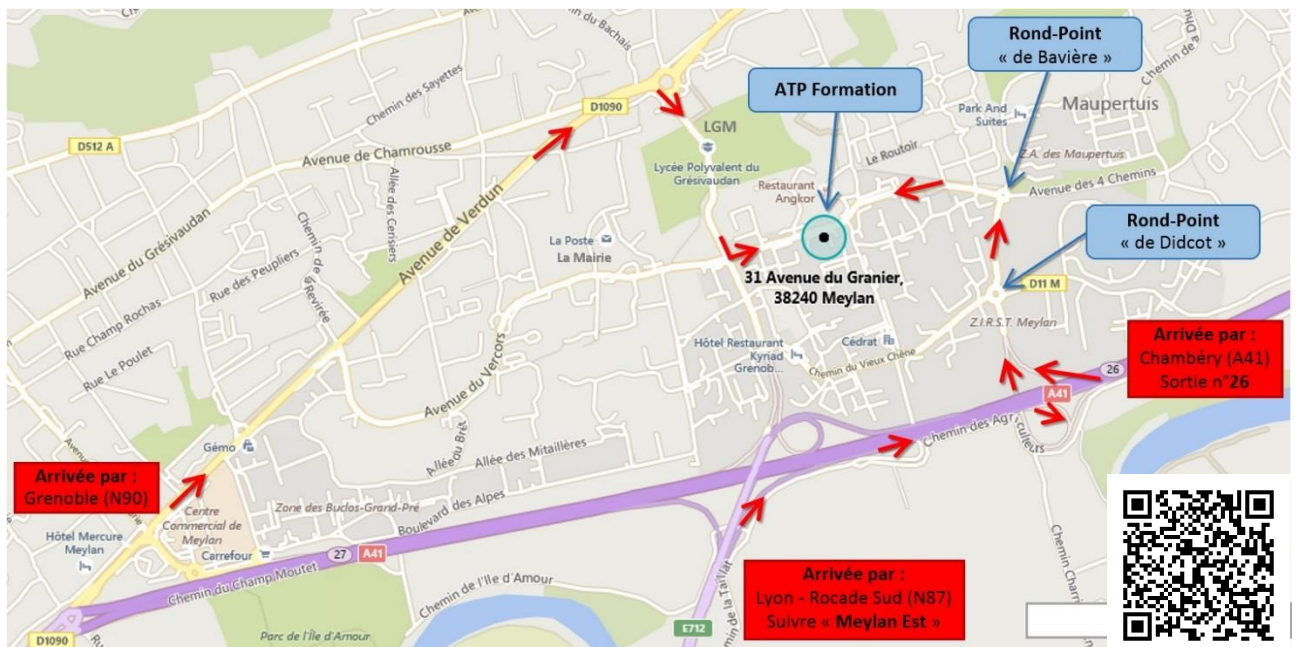 Rond-Point
« de Bavière »
ATP Formation
Rond-Point
« de Didcot »
31 Avenue du Granier,
38240 Meylan
Arrivée par :
Chambéry (A41)
Sortie n°26
Arrivée par :
Grenoble (N90)
Arrivée par :
Lyon - Rocade Sud (N87)
Suivre « Meylan Est »
Chemin des Sayettes
D1090
D512 A
Avenue de Chamrousse
LGM
Lycée Polyvalent du
Grésivaudan
Park And
Suites
Maupertuis
Le Routoir
Z.A. des Maupertuis
Avenue des 4 Chemins
Restaurant
Angkor
Avenue du Grésivaudan
Allée des Cerisiers
Avenue de Verdun
La Poste
La Mairie
Rue des Peupliers
Rue Champ Rochas
Rue Le Poulet
D11 M
Z.I.R.S.T. Meylan
Hôtel Restaurant
Kyriad
Grenob...
Cédrat
Chemin du Vieux Chêne
Avenue du Vercors
26
A41
Gémo
Allée du Brêt
Allée des Mitaillères
Chemin des Agriculteurs
Centre
Commercial de
Meylan
Zone des Buclos-Grand-Pré
Boulevard des Alpes
Hôtel Mercure
Meylan
Carrefour
27
A41
Chemin du Champ Moutet
Chemin de l'Ile d'Amour
Parc de l'Île d'Amour
D1090
E712